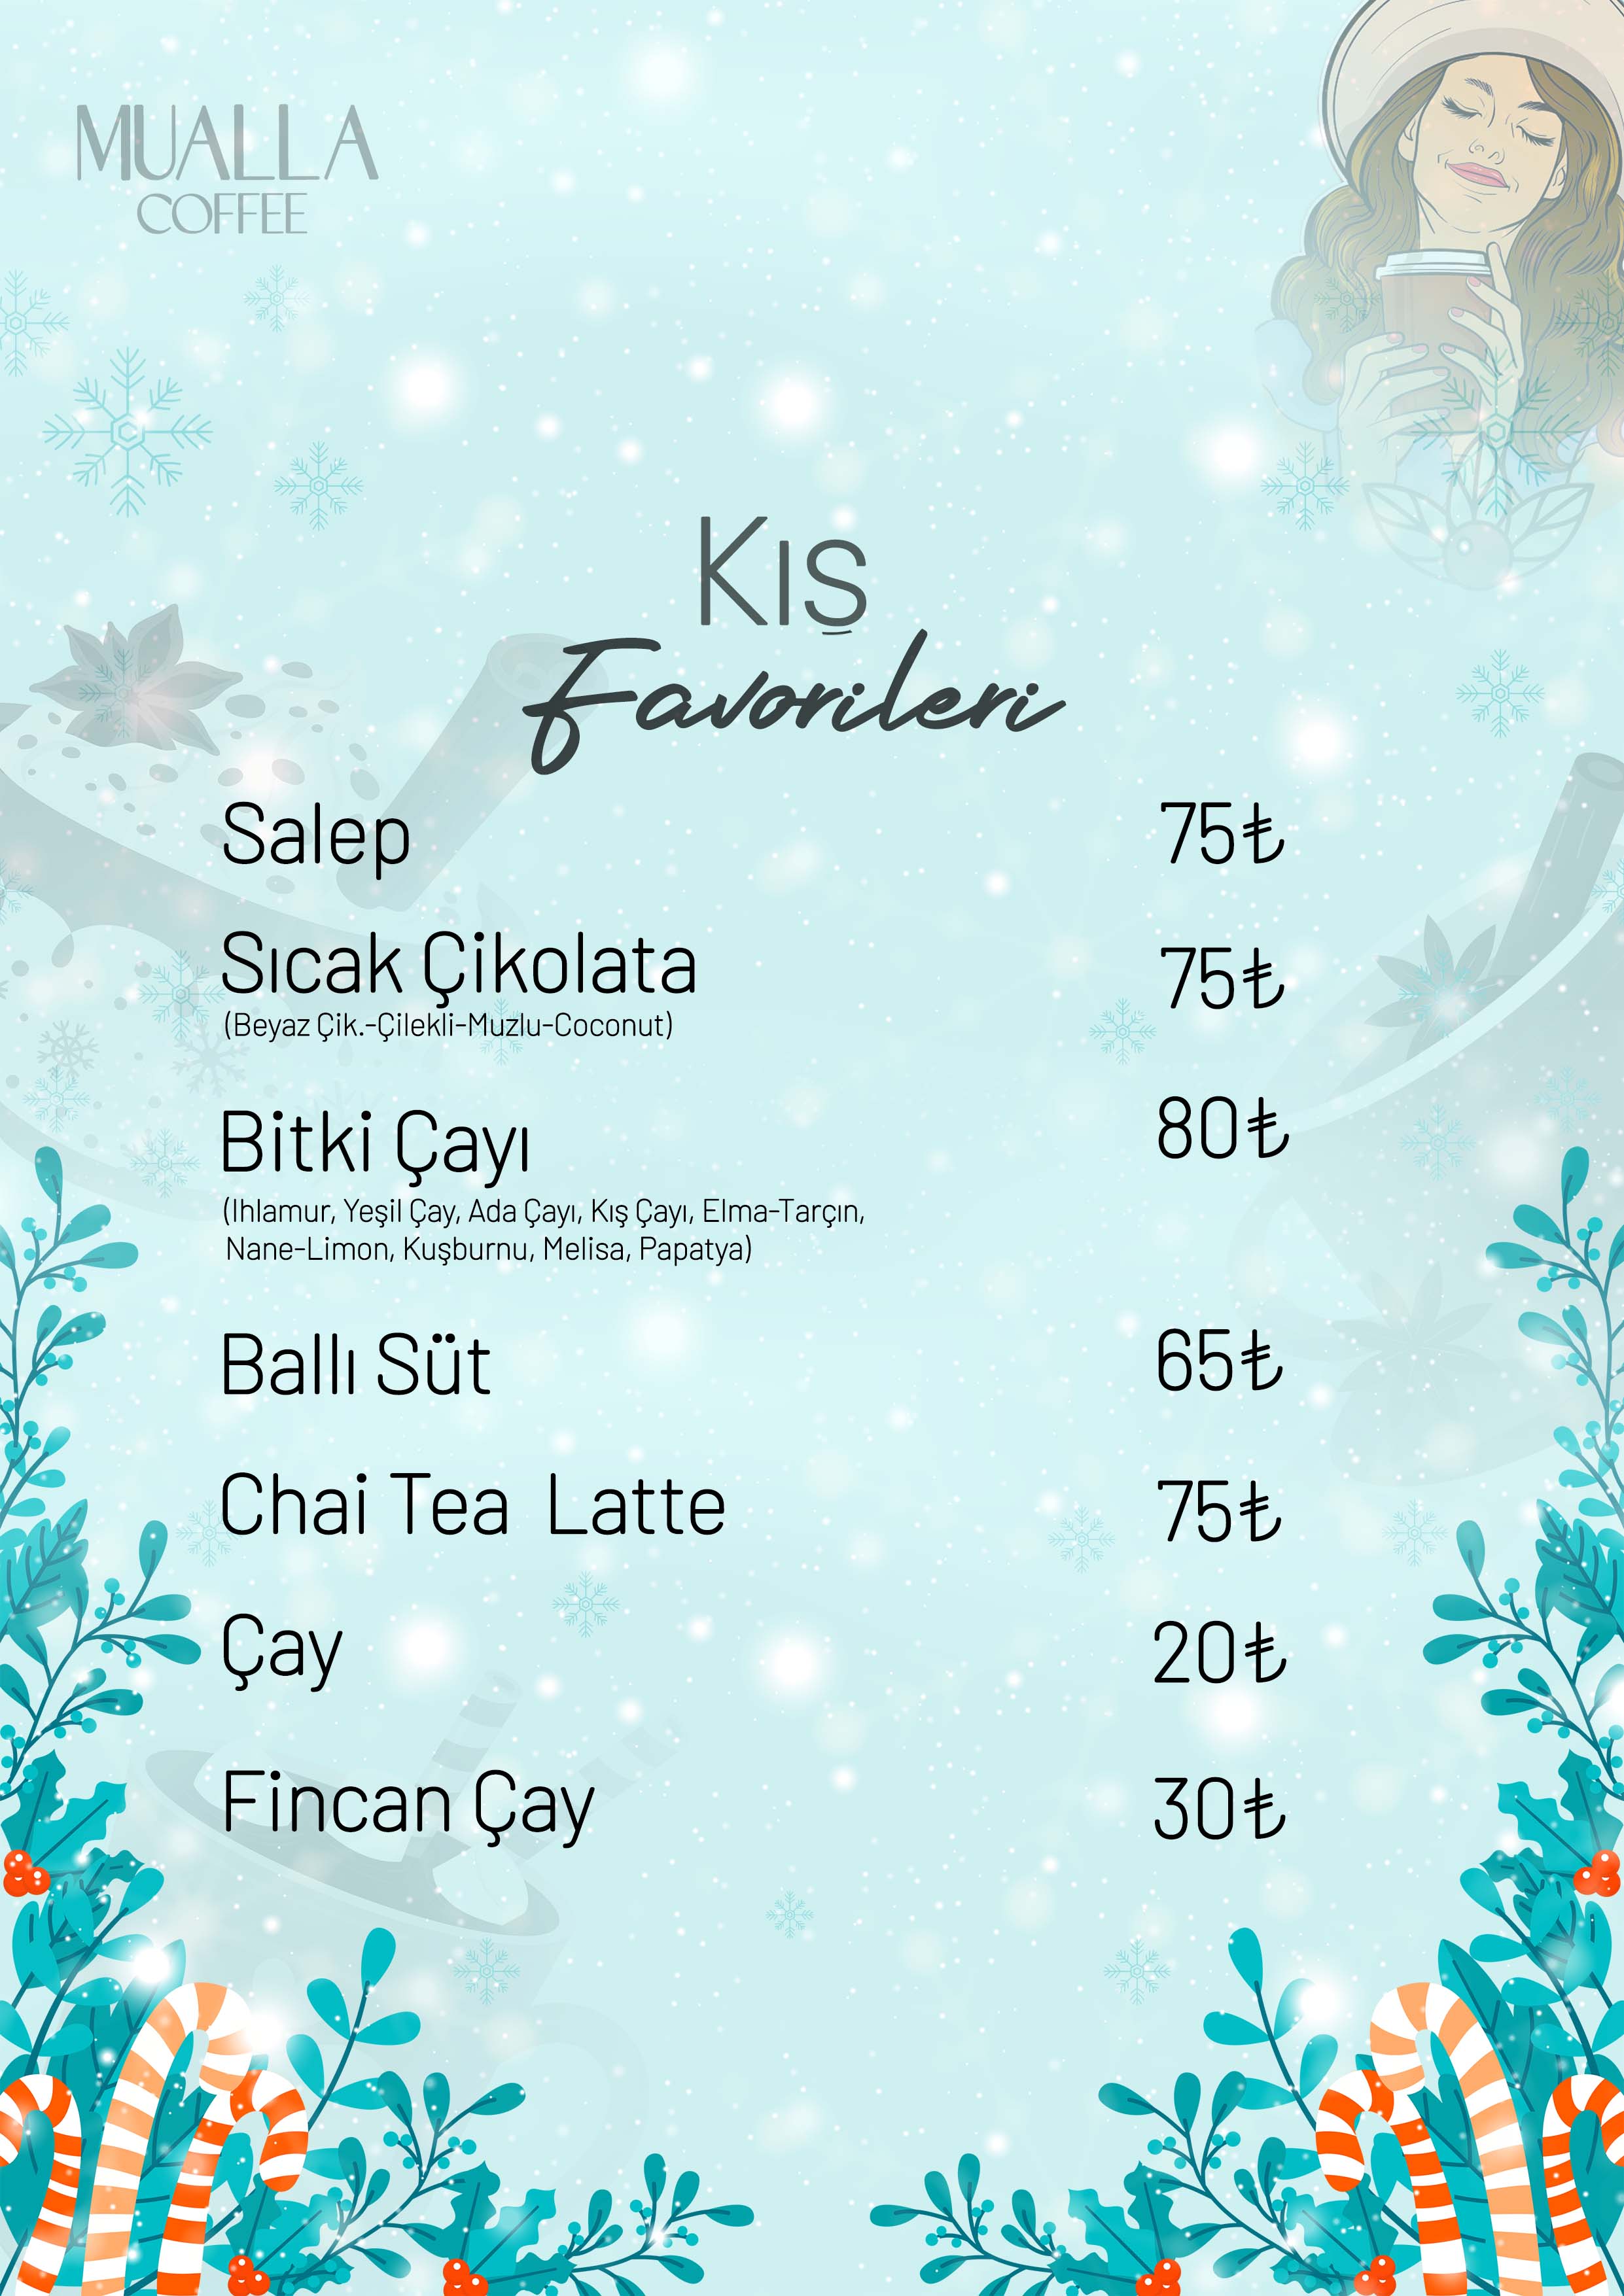 MUALLA
COFFEE
Kış
Favorileri
Salep 75₺
Sıcak Çikolata 75₺
(Beyaz Çik.-Çilekli-Muzlu-Coconut)
Bitki Çayı 80₺
(Ihlamur, Yeşil Çay, Ada Çayı, Kış Çayı, Elma-Tarçın,
Nane-Limon, Kuşburnu, Melisa, Papatya)
Ballı Süt 65₺
Chai Tea Latte 75₺
Çay 20₺
Fincan Çay 30₺